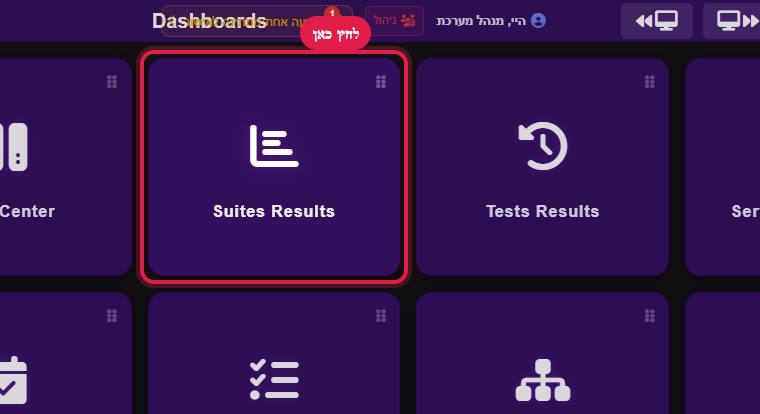 היי, מנהל מערכת
ניהול
1
Dashboards
לחץ כאן
Center
Suites Results
Tests Results
Ser